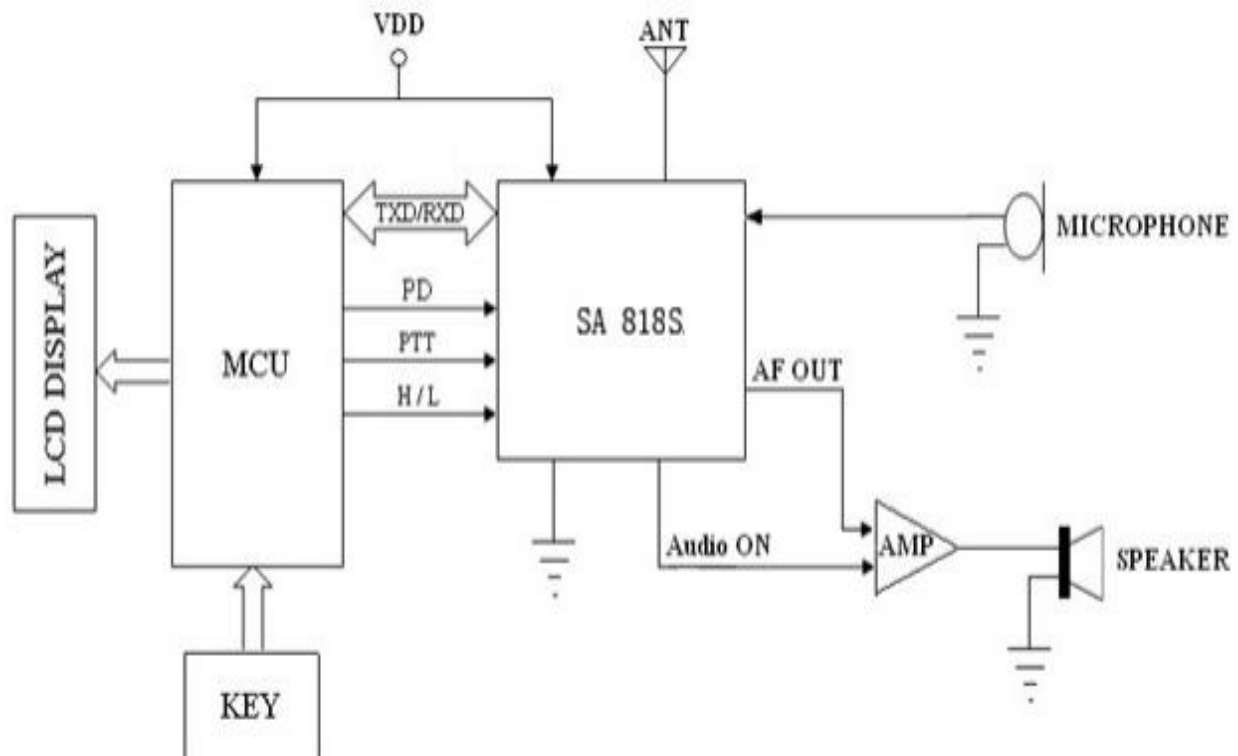 VDD
ANT
TXD/RXD
MICROPHONE
LCD DISPLAY
MCU
PD
PTT
H/L
SA 818S
AF OUT
Audio ON
AMP
SPEAKER
KEY